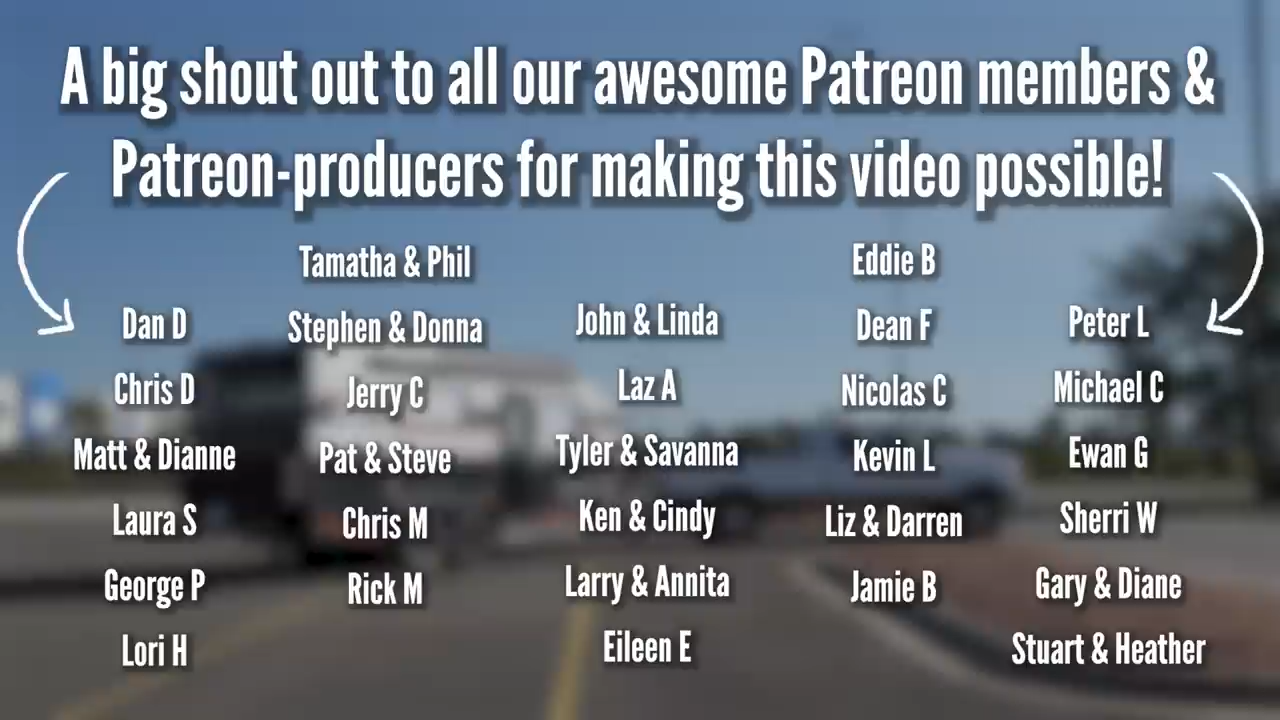 A big shout out to all our awesome Patreon members &
Patreon-producers for making this video possible!
Dan D
Chris D
Matt & Dianne
Laura S
George P
Lori H
Tamatha & Phil
Stephen & Donna
Jerry C
Pat & Steve
Chris M
Rick M
John & Linda
Laz A
Tyler & Savanna
Ken & Cindy
Larry & Annita
Eileen E
Eddie B
Dean F
Nicolas C
Kevin L
Liz & Darren
Jamie B
Peter L
Michael C
Ewan G
Sherri W
Gary & Diane
Stuart & Heather